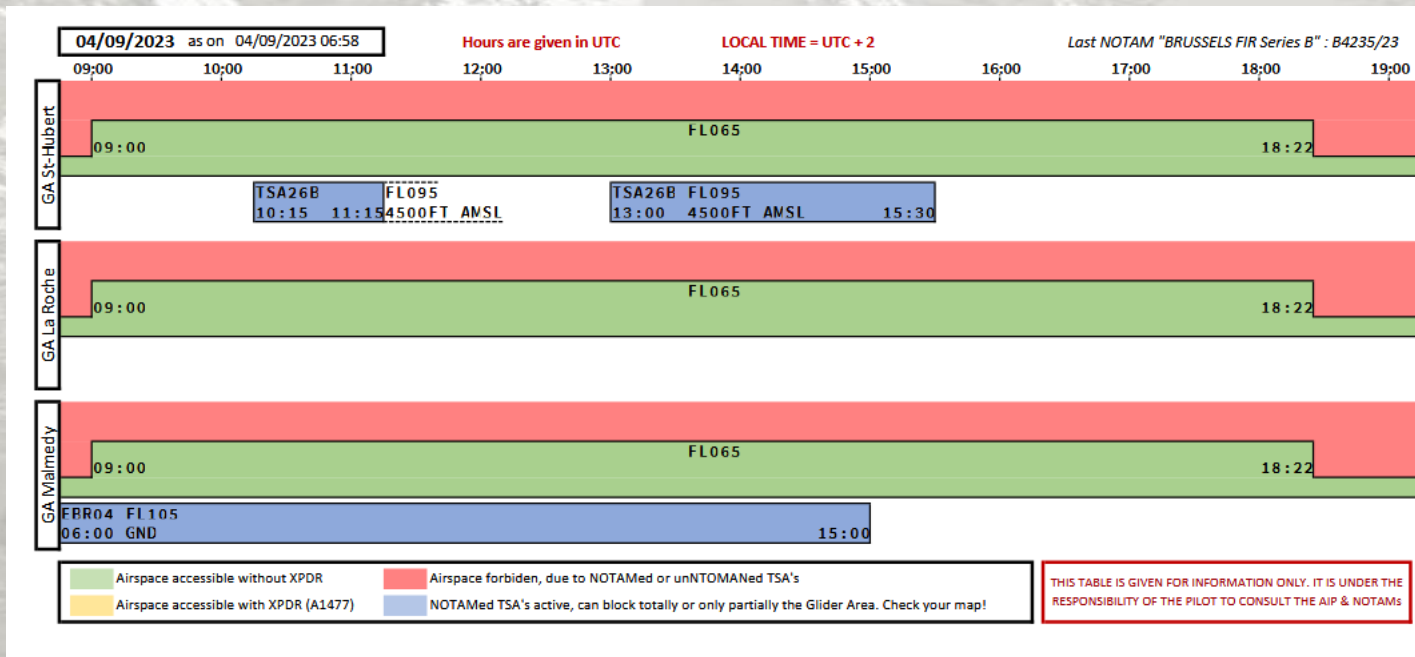 04/09/2023 as on 04/09/2023 06:58 Hours are given in UTC LOCAL TIME = UTC + 2 Last NOTAM "BRUSSELS FIR Series B" : B4235/23
09:00 10:00 11:00 12:00 13:00 14:00 15:00 16:00 17:00 18:00 19:00
GA St-Hubert
FL065
09:00 18:22
TSA26B FL095 TSA26B FL095
10:15 11:15 4500FT AMSL 13:00 4500FT AMSL 15:30
GA La Roche
FL065
09:00 18:22
GA Malmedy
FL065
09:00 18:22
EBR04 FL105
06:00 GND 15:00
Airspace accessible without XPDR Airspace forbiden, due to NOTAMed or unNTOMANed TSA's
Airspace accessible with XPDR (A1477) NOTAMed TSA's active, can block totally or only partially the Glider Area. Check your map!
THIS TABLE IS GIVEN FOR INFORMATION ONLY. IT IS UNDER THE
RESPONSIBILITY OF THE PILOT TO CONSULT THE AIP & NOTAMs